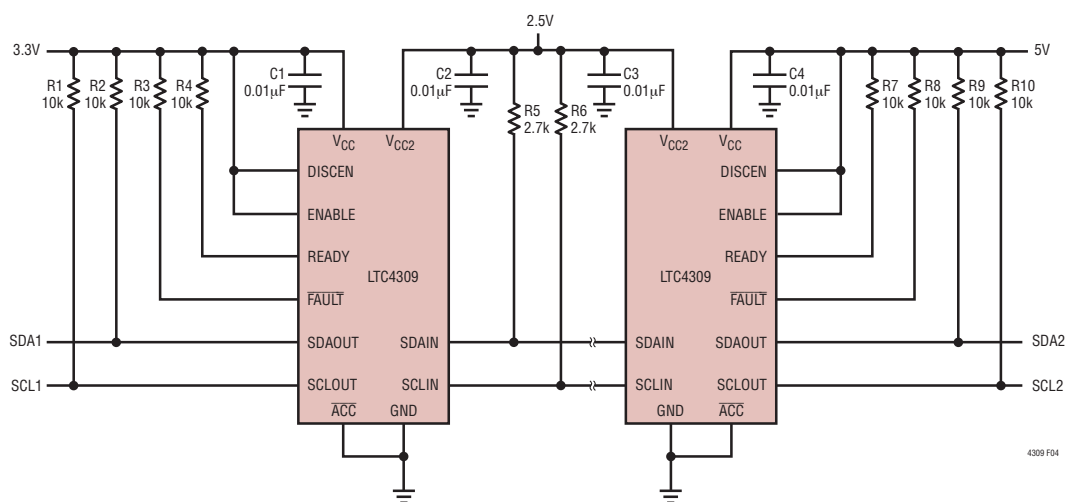 2.5V
3.3V
5V
R1
10k
R2
10k
R3
10k
R4
10k
C1
0.01μF
C2
0.01μF
R5
2.7k
R6
2.7k
C3
0.01μF
C4
0.01μF
R7
10k
R8
10k
R9
10k
R10
10k
VCC
VCC2
DISCEN
ENABLE
READY
LTC4309
FAULT
SDAOUT
SDAIN
SCLOUT
SCLIN
ACC
GND
VCC2
VCC
DISCEN
ENABLE
READY
LTC4309
FAULT
SDAIN
SDAOUT
SCLIN
SCLOUT
GND
ACC
SDA1
SCL1
SDA2
SCL2
4309 F04